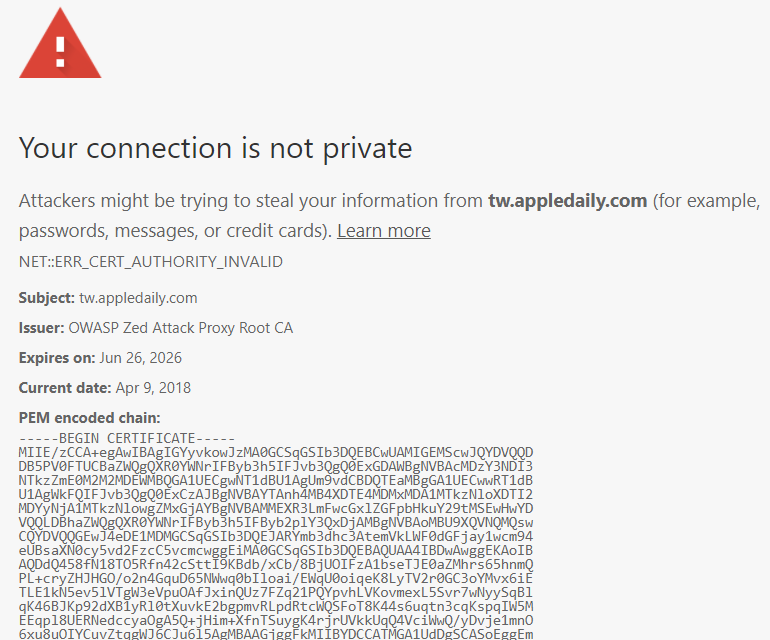 Your connection is not private
Attackers might be trying to steal your information from tw.appledaily.com (for example,
passwords, messages, or credit cards). Learn more
NET::ERR_CERT_AUTHORITY_INVALID
Subject: tw.appledaily.com
Issuer: OWASP Zed Attack Proxy Root CA
Expires on: Jun 26, 2026
Current date: Apr 9, 2018
PEM encoded chain:
-----BEGIN CERTIFICATE-----
MIIE/zCCA+egAwIBAgIGYyvkowJzMA0GCSqGSIb3DQEBCwUAMIGEMScwJQYDVQQD
DB5PV0FTUCBaZWQgQXR0YWNrIFByb3h5IFJvb3QgQ0ExGDAWBgNVBAcMDzY3NDI3
NTkzZmE0M2M2MDEWMBQGA1UECgwNT1dBU1AgUm9vdCBDQTEaMBgGA1UECwwRT1dB
U1AgWkFQIFJvb3QgQ0ExCzAJBgNVBAYTAnh4MB4XDTE4MDMxMDA1MTkzNloXDTI2
MDYyNjA1MTkzNlowgZMxGjAYBgNVBAMMEXR3LmFwcGxlZGFpbHkuY29tMSEwHwYD
VQQLDBhaZWQgQXR0YWNrIFByb3h5IFByb2plY3QxDjAMBgNVBAoMBU9XQVNQMQsw
CQYDVQQGEwJ4eDE1MDMGCSqGSIb3DQEJARYmb3dhc3AtemVkLWF0dGFjay1wcm94
eUBsaXN0cy5vd2FzcC5vcmcwggEiMA0GCSqGSIb3DQEBAQUAA4IBDwAwggEKAoIB
AQDdQ458fN18TO5Rfn42cSttI9KBdb/xCb/8BjUOIFzA1bseTJE0aZMhrs65hnmQ
PL+cryZHJHGO/o2n4GquD65NWwq0bIloai/EWqU0oiqeK8LyTV2r0GC3oYMvx6iE
TLE1kN5ev5lVTgW3eVpuOAfJxinQUz7FZq21PQYpvhLVKovmexL5Svr7wNyySqBl
qK46BJKp92dXB1yRl0tXuvkE2bgpmvRLpdRtcWQSFoT8K44s6uqtn3cqKspqIW5M
EEqpl8UERNedccyaOgA5Q+jHim+XfnTSuygK4rjrUVkkUqQ4VciWwQ/yDvje1mnO
6xu8uOIYCuvZtqgWJ6CJu6l5AgMBAAGjggFkMIIBYDCCATMGA1UdDgSCASoEggEm